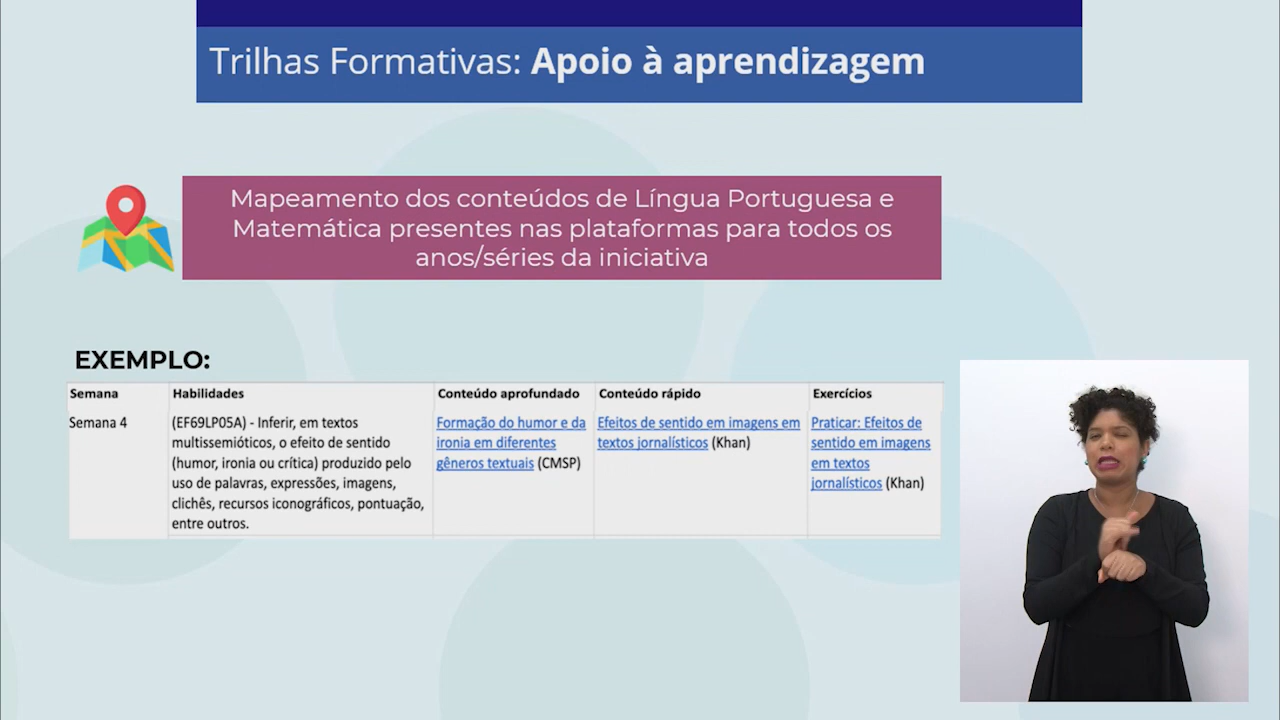 Trilhas Formativas: Apoio à aprendizagem
Mapeamento dos conteúdos de Língua Portuguesa e
Matemática presentes nas plataformas para todos os
anos/séries da iniciativa
EXEMPLO:
Semana Habilidades Conteúdo aprofundado Conteúdo rápido Exercícios
Semana 4
(EF69LP05A) - Inferir, em textos
multissemióticos, o efeito de sentido
(humor, ironia ou crítica) produzido pelo
uso de palavras, expressões, imagens,
clichês, recursos iconográficos, pontuação,
entre outros.
Formação do humor e da
ironia em diferentes
gêneros textuais (CMSP)
Efeitos de sentido em imagens em
textos jornalísticos (Khan)
Praticar: Efeitos de
sentido em imagens
em textos
jornalísticos (Khan)